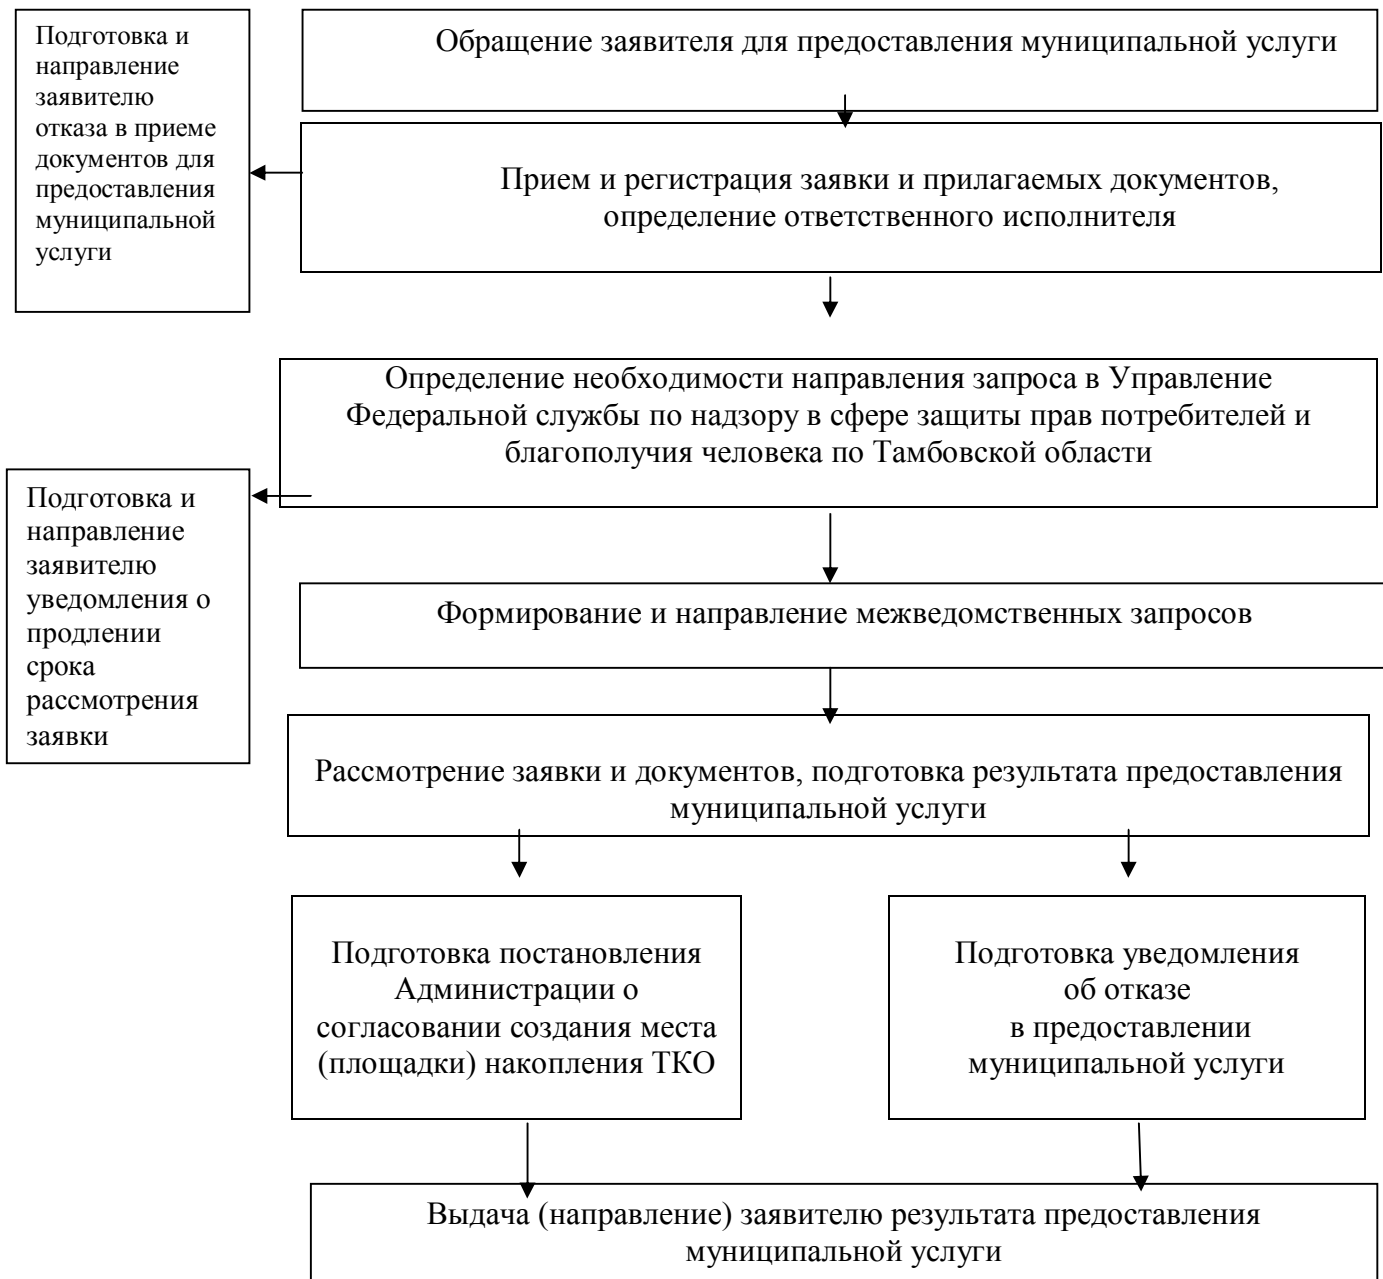 Подготовка и
направление
заявителю
отказа в приеме
документов для
предоставления
муниципальной
услуги
Обращение заявителя для предоставления муниципальной услуги
Прием и регистрация заявки и прилагаемых документов,
определение ответственного исполнителя
Определение необходимости направления запроса в Управление
Федеральной службы по надзору в сфере защиты прав потребителей и
благополучия человека по Тамбовской области
Подготовка и
направление
заявителю
уведомления о
продлении
срока
рассмотрения
заявки
Формирование и направление межведомственных запросов
Рассмотрение заявки и документов, подготовка результата предоставления
муниципальной услуги
Подготовка постановления
Администрации о
согласовании создания места
(площадки) накопления ТКО
Подготовка уведомления
об отказе
в предоставлении
муниципальной услуги
Выдача (направление) заявителю результата предоставления
муниципальной услуги